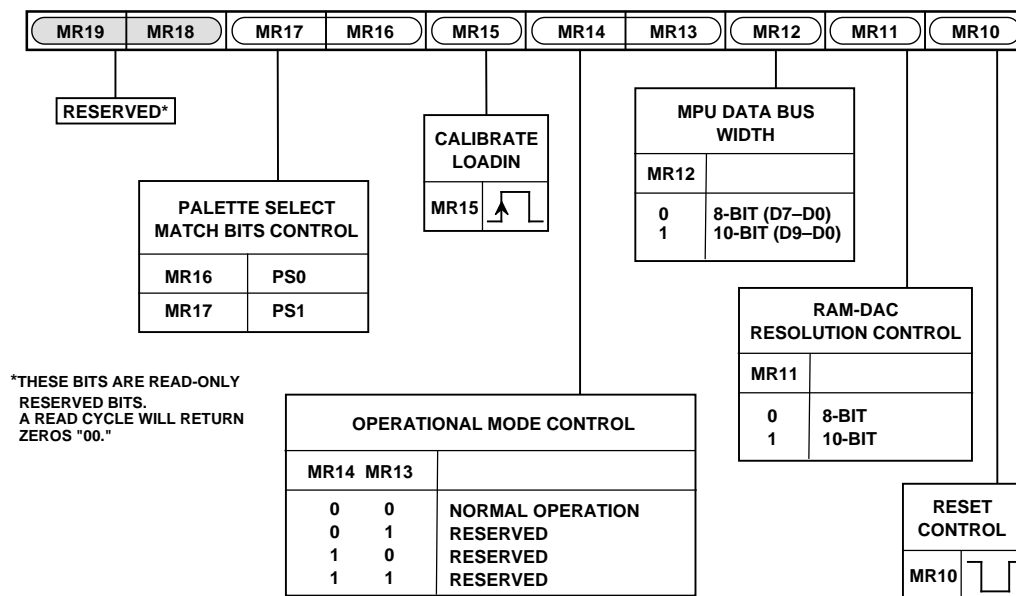 MR19 MR18 MR17 MR16 MR15 MR14 MR13 MR12 MR11 MR10
RESERVED*
PALETTE SELECT
MATCH BITS CONTROL
MR16 PS0
MR17 PS1
CALIBRATE
LOADIN
MR15
MPU DATA BUS
WIDTH
MR12
0 8-BIT (D7–D0)
1 10-BIT (D9–D0)
RAM-DAC
RESOLUTION CONTROL
MR11
0 8-BIT
1 10-BIT
*THESE BITS ARE READ-ONLY
RESERVED BITS.
A READ CYCLE WILL RETURN
ZEROS "00."
OPERATIONAL MODE CONTROL
MR14 MR13
0 0 NORMAL OPERATION
0 1 RESERVED
1 0 RESERVED
1 1 RESERVED
RESET
CONTROL
MR10